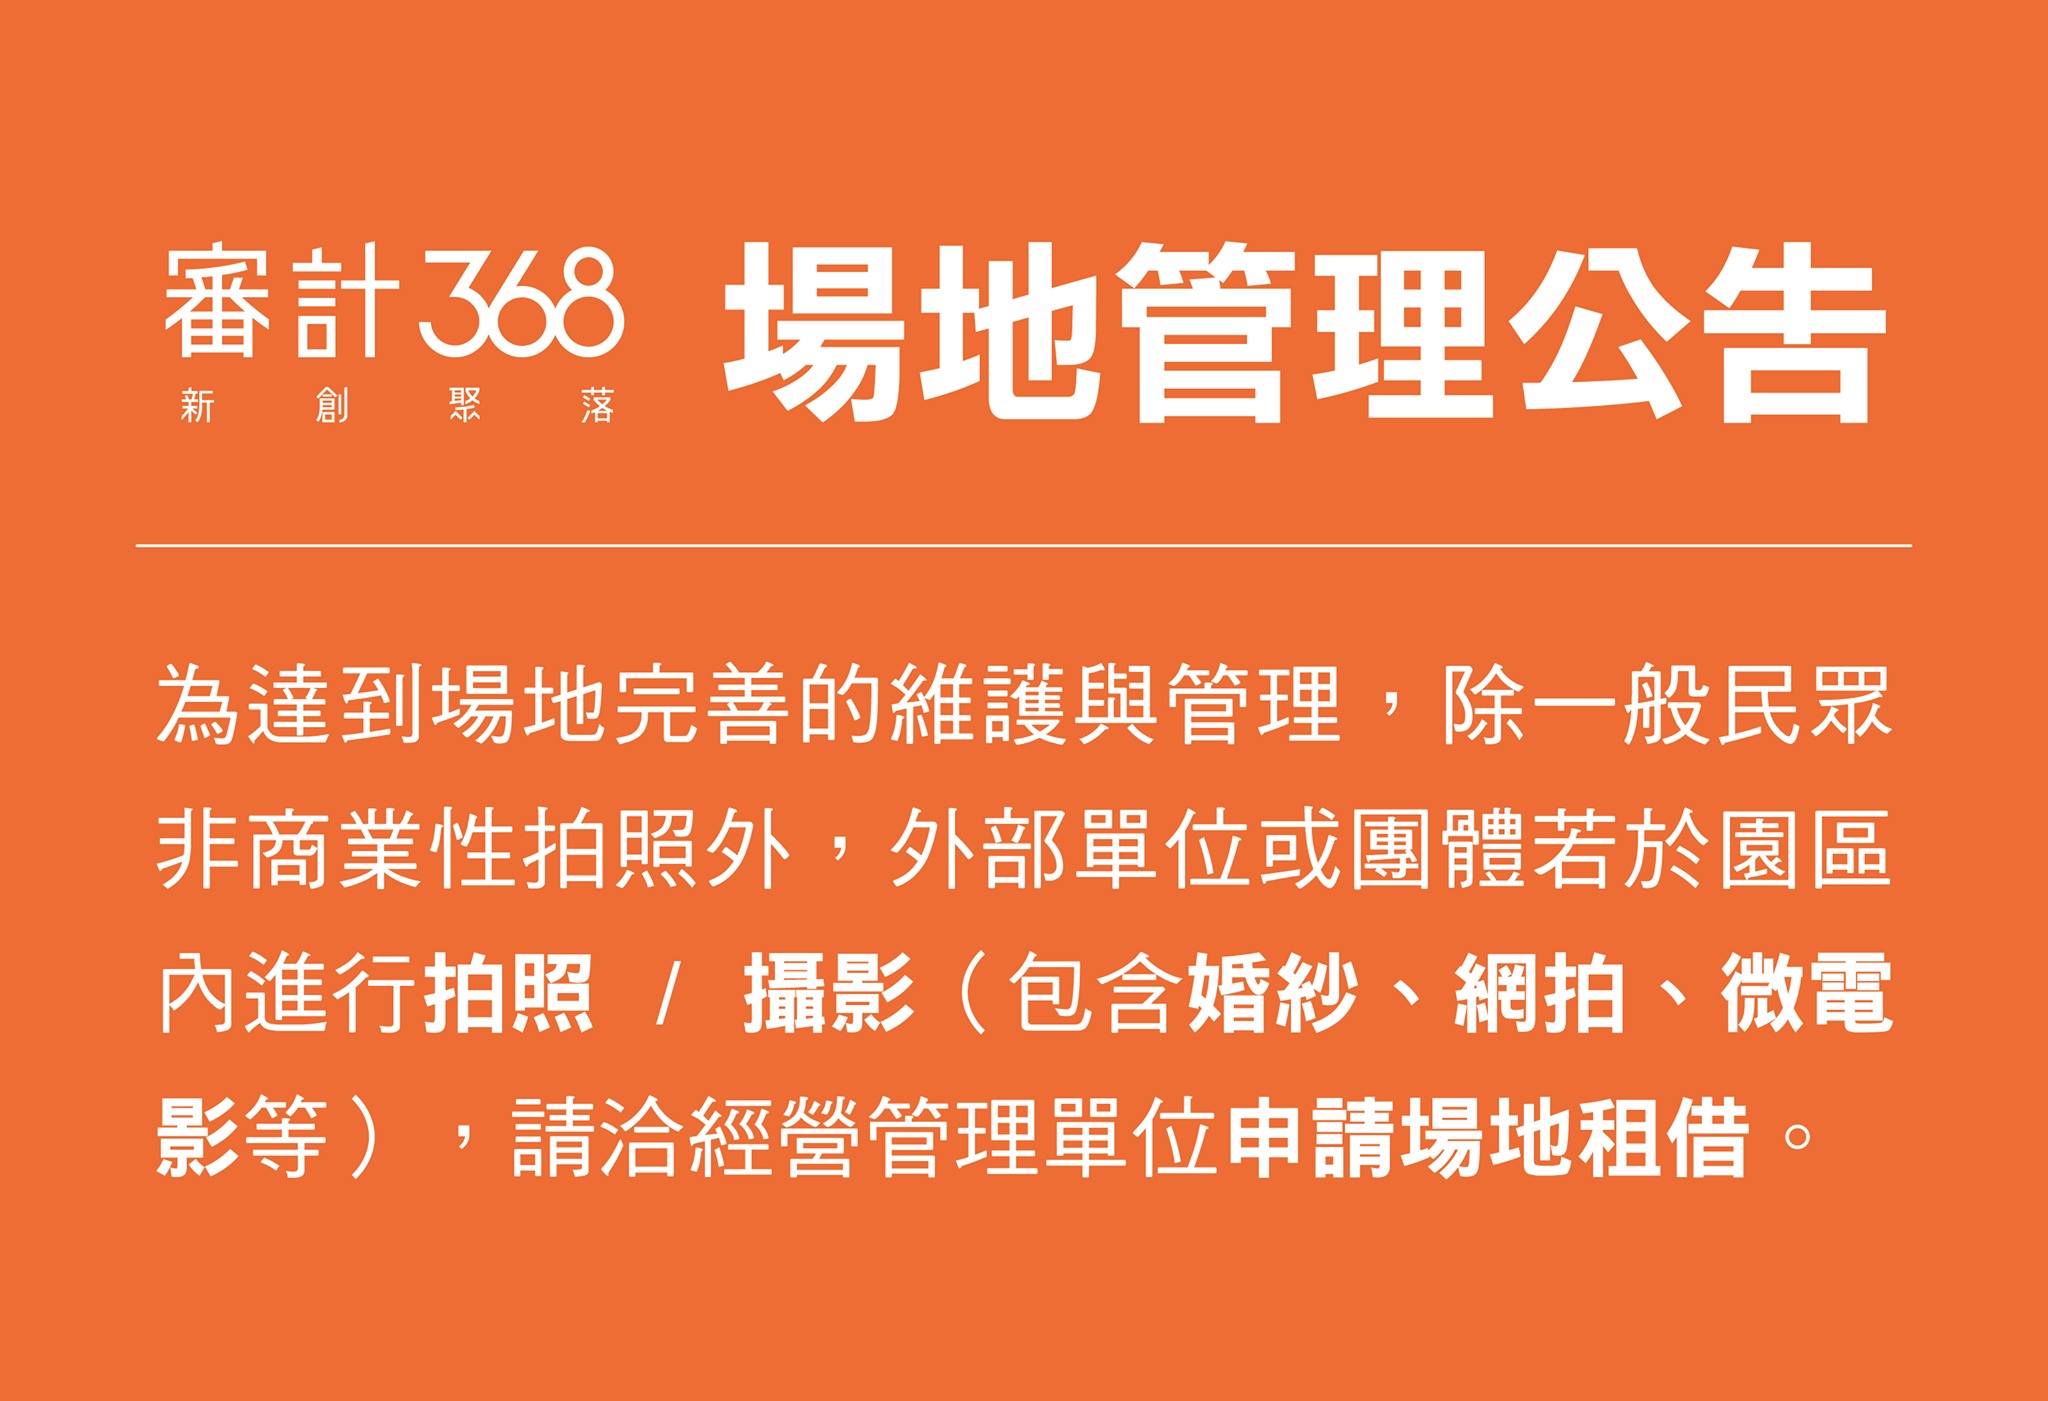 審計368
新創聚落
場地管理公告
為達到場地完善的維護與管理，除一般民眾
非商業性拍照外，外部單位或團體若於園區
內進行拍照 / 攝影（包含婚紗、網拍、微電
影等），請洽經營管理單位申請場地租借。